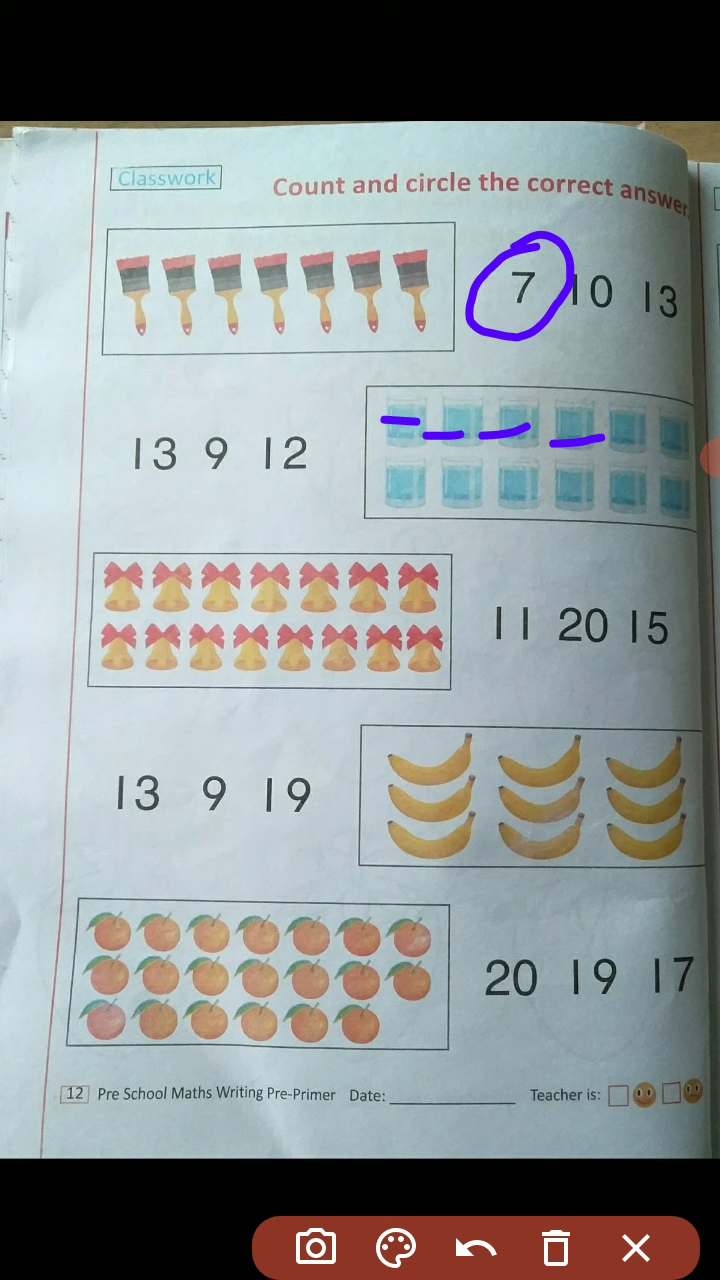 Classwork
Count and circle the correct answer.
7 10 13
13 9 12
11 20 15
13 9 19
20 19 17
12 Pre School Maths Writing Pre-Primer Date: ____________ Teacher is: